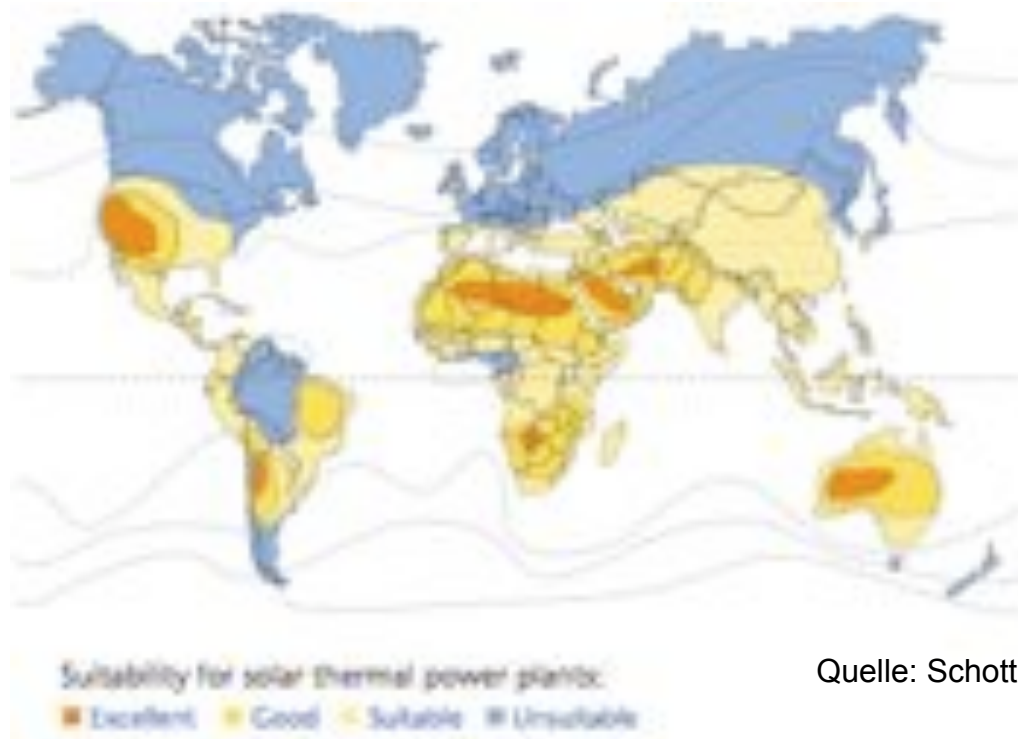 Suitability for solar thermal power plants:
Quelle: Schott
Excellent Good Suitable Unsuitable